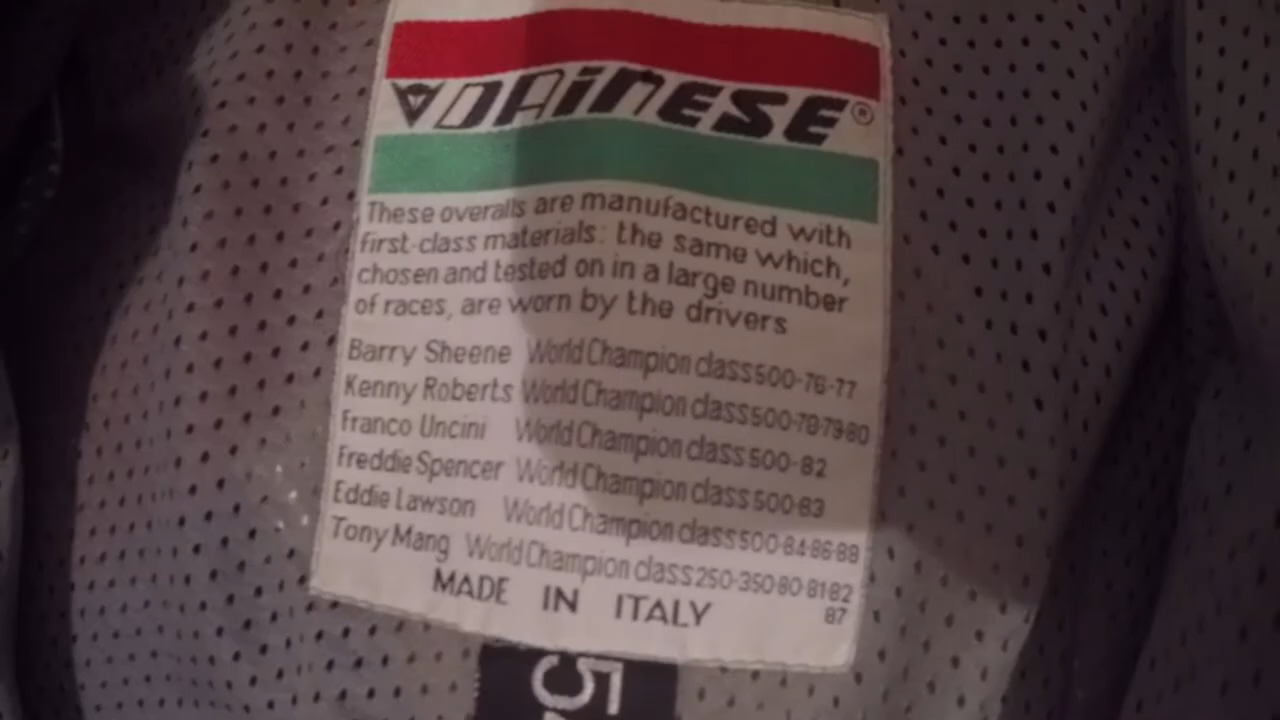 DAINESE®
These overalls are manufactured with
first-class materials: the same which,
chosen and tested on in a large number
of races, are worn by the drivers
Barry Sheene World Champion class 500-76-77
Kenny Roberts World Champion class 500-78-79-80
Franco Uncini World Champion class 500-82
Freddie Spencer World Champion class 500-83
Eddie Lawson World Champion class 500-84-86-88
Tony Mang World Champion class 250-350-80-81 82
87
MADE IN ITALY